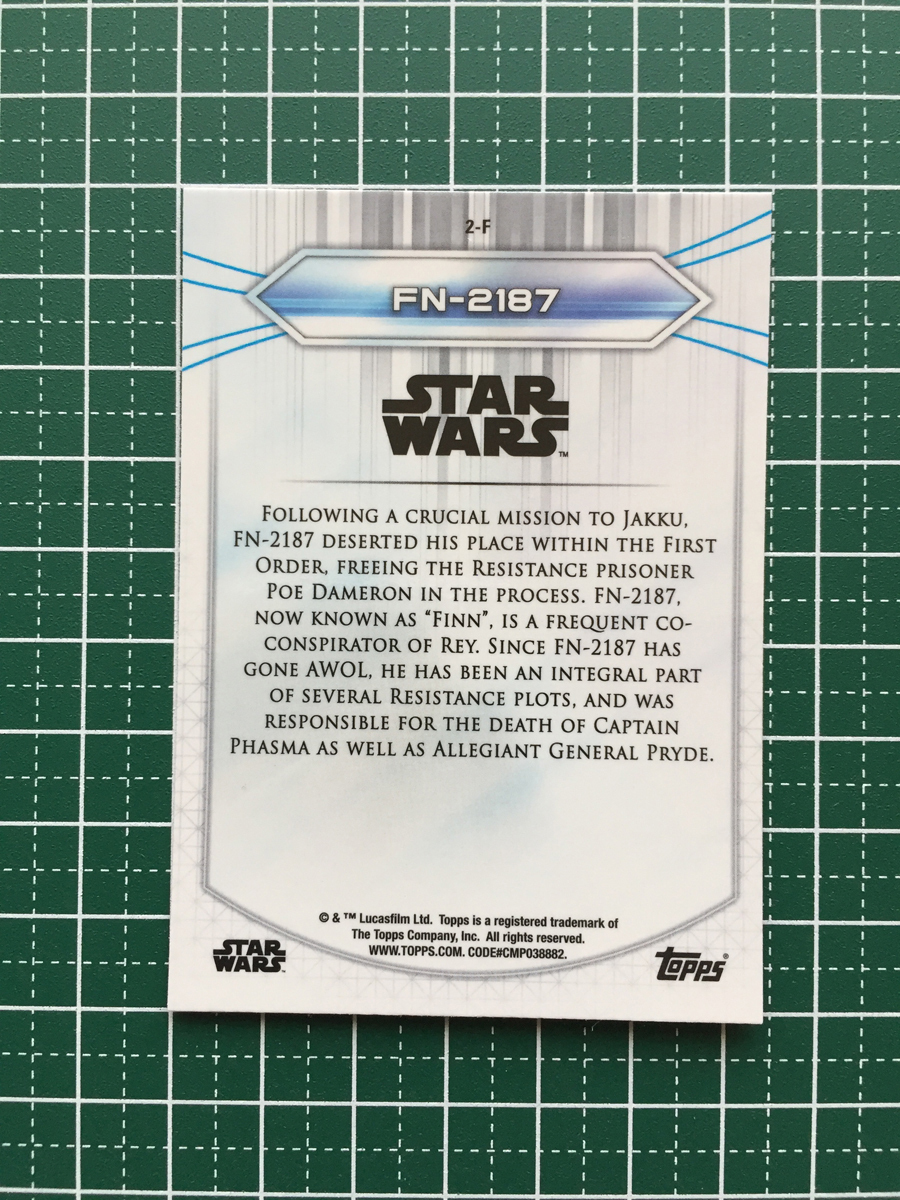 2-F
FN-2187
STAR
WARS™
FOLLOWING A CRUCIAL MISSION TO JAKKU,
FN-2187 DESERTED HIS PLACE WITHIN THE FIRST
ORDER, FREEING THE RESISTANCE PRISONER
POE DAMERON IN THE PROCESS. FN-2187,
NOW KNOWN AS “FINN”, IS A FREQUENT CO-
CONSPIRATOR OF REY. SINCE FN-2187 HAS
GONE AWOL, HE HAS BEEN AN INTEGRAL PART
OF SEVERAL RESISTANCE PLOTS, AND WAS
RESPONSIBLE FOR THE DEATH OF CAPTAIN
PHASMA AS WELL AS ALLEGIANT GENERAL PRYDE.
© & ™ Lucasfilm Ltd. Topps is a registered trademark of
The Topps Company, Inc. All rights reserved.
WWW.TOPPS.COM. CODE#CMP038882.
STAR
WARS™
Topps®